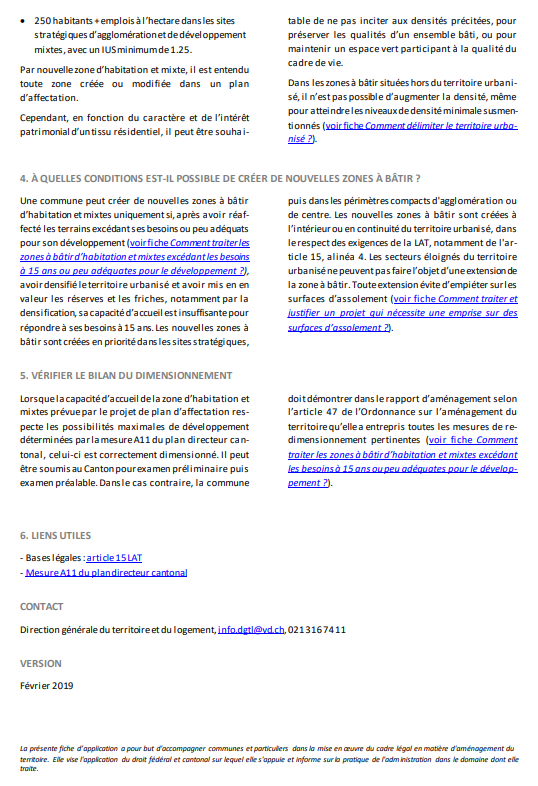 • 250 habitants + emplois à l'hectare dans les sites
stratégiques d'agglomération et de développement
mixtes, avec un IUS minimum de 1.25.
Par nouvelle zone d'habitation et mixte, il est entendu
toute zone créée ou modifiée dans un plan
d'affectation.
Cependant, en fonction du caractère et de l'intérêt
patrimonial d'un tissu résidentiel, il peut être souhai-
table de ne pas inciter aux densités précitées, pour
préserver les qualités d'un ensemble bâti, ou pour
maintenir un espace vert participant à la qualité du
cadre de vie.
Dans les zones à bâtir situées hors du territoire urbani-
sé, il n'est pas possible d'augmenter la densité, même
pour atteindre les niveaux de densité minimale susmen-
tionnés (voir fiche Comment délimiter le territoire urba-
nisé ?).
4. À QUELLES CONDITIONS EST-IL POSSIBLE DE CRÉER DE NOUVELLES ZONES À BÂTIR ?
Une commune peut créer de nouvelles zones à bâtir
d'habitation et mixtes uniquement si, après avoir réaf-
fecté les terrains excédant ses besoins ou peu adéquats
pour son développement (voir fiche Comment traiter les
zones à bâtir d'habitation et mixtes excédant les besoins
à 15 ans ou peu adéquates pour le développement ?),
avoir densifié le territoire urbanisé et avoir mis en en
valeur les réserves et les friches, notamment par la
densification, sa capacité d'accueil est insuffisante pour
répondre à ses besoins à 15 ans. Les nouvelles zones à
bâtir sont créées en priorité dans les sites stratégiques,
puis dans les périmètres compacts d'agglomération ou
de centre. Les nouvelles zones à bâtir sont créées à
l'intérieur ou en continuité du territoire urbanisé, dans
le respect des exigences de la LAT, notamment de l'ar-
ticle 15, alinéa 4. Les secteurs éloignés du territoire
urbanisé ne peuvent pas faire l'objet d'une extension de
la zone à bâtir. Toute extension évite d'empiéter sur les
surfaces d'assolement (voir fiche Comment traiter et
justifier un projet qui nécessite une emprise sur des
surfaces d'assolement ?).
5. VÉRIFIER LE BILAN DU DIMENSIONNEMENT
Lorsque la capacité d'accueil de la zone d'habitation et
mixtes prévue par le projet de plan d'affectation res-
pecte les possibilités maximales de développement
déterminées par la mesure A11 du plan directeur can-
tonal, celui-ci est correctement dimensionné. Il peut
être soumis au Canton pour examen préliminaire puis
examen préalable. Dans le cas contraire, la commune
doit démontrer dans le rapport d'aménagement selon
l'article 47 de l'Ordonnance sur l'aménagement du
territoire qu'elle a entrepris toutes les mesures de re-
dimensionnement pertinentes (voir fiche Comment
traiter les zones à bâtir d'habitation et mixtes excédant
les besoins à 15 ans ou peu adéquates pour le dévelop-
pement ?).
6. LIENS UTILES
- Bases légales : article 15 LAT
- Mesure A11 du plan directeur cantonal
CONTACT
Direction générale du territoire et du logement, info.dgtl@vd.ch, 021 316 74 11
VERSION
Février 2019
La présente fiche d'application a pour but d'accompagner communes et particuliers dans la mise en œuvre du cadre légal en matière d'aménagement du
territoire. Elle vise l'application du droit fédéral et cantonal sur lequel elle s'appuie et informe sur la pratique de l'administration dans le domaine dont elle
traite.